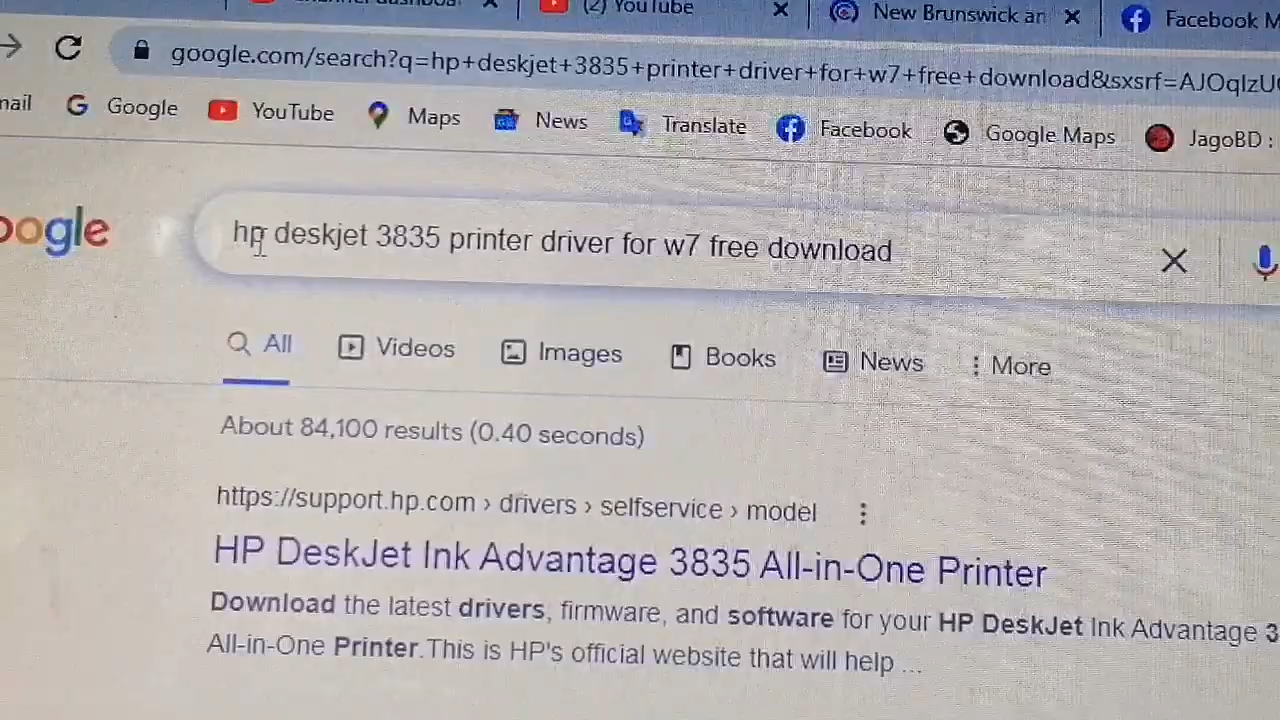 (2) YouTube
New Brunswick an
Facebook M
google.com/search?q=hp+deskjet+3835+printer+driver+for+w7+free+download&sxsrf=AJOqlzU
nail
Google
YouTube
Maps
News
Translate
Facebook
Google Maps
JagoBD :
oogle
hp deskjet 3835 printer driver for w7 free download
All
Videos
Images
Books
News
More
About 84,100 results (0.40 seconds)
https://support.hp.com › drivers › selfservice › model
HP DeskJet Ink Advantage 3835 All-in-One Printer
Download the latest drivers, firmware, and software for your HP DeskJet Ink Advantage 3
All-in-One Printer.This is HP's official website that will help ...